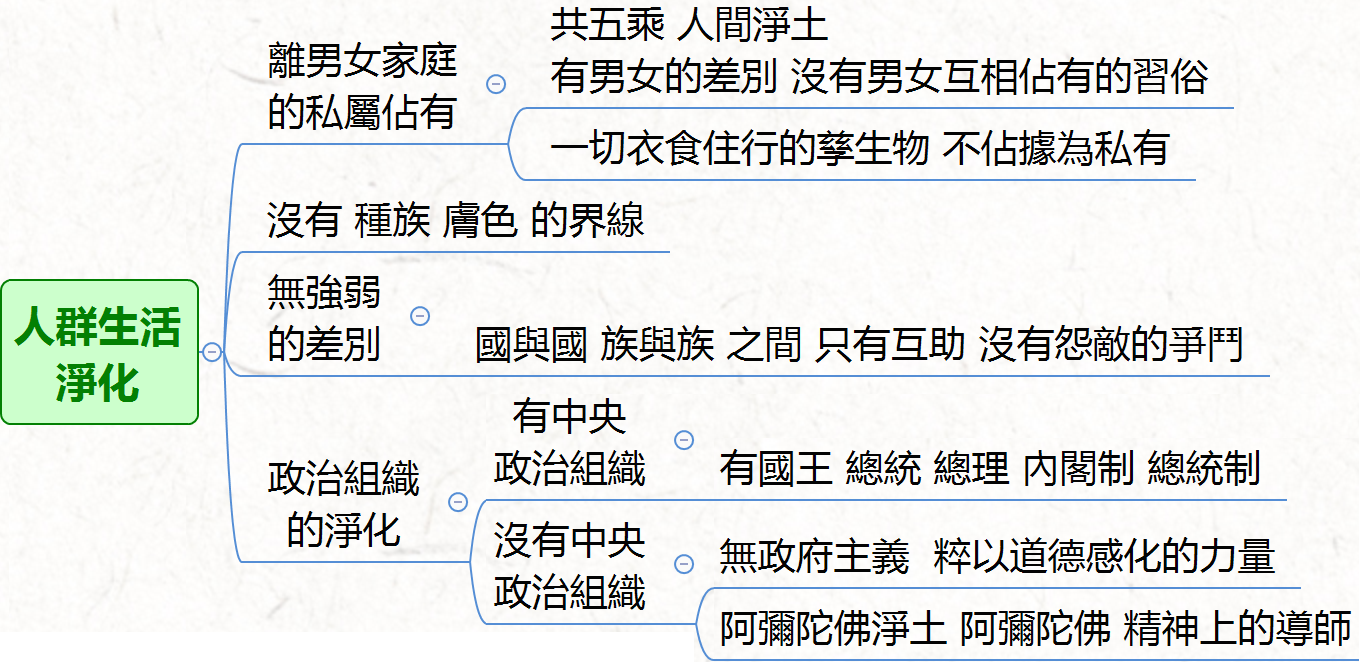 人群生活
淨化
離男女家庭
的私屬佔有
共五乘 人間淨土
有男女的差別 沒有男女互相佔有的習俗
一切衣食住行的孳生物 不佔據為私有
沒有 種族 膚色 的界線
無強弱
的差別
國與國 族與族 之間 只有互助 沒有怨敵的爭鬥
政治組織
的淨化
有中央
政治組織
有國王 總統 總理 內閣制 總統制
沒有中央
政治組織
無政府主義 粹以道德感化的力量
阿彌陀佛淨土 阿彌陀佛 精神上的導師